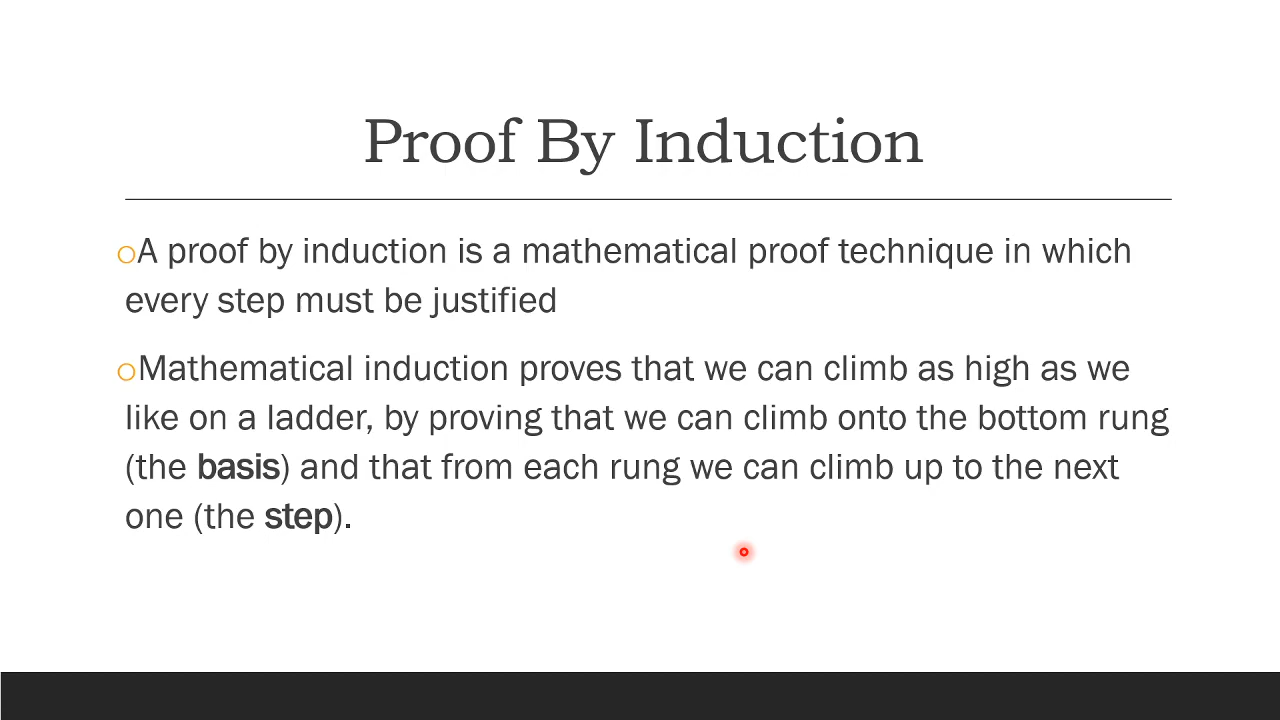 Proof By Induction
A proof by induction is a mathematical proof technique in which
every step must be justified
Mathematical induction proves that we can climb as high as we
like on a ladder, by proving that we can climb onto the bottom rung
(the basis) and that from each rung we can climb up to the next
one (the step).